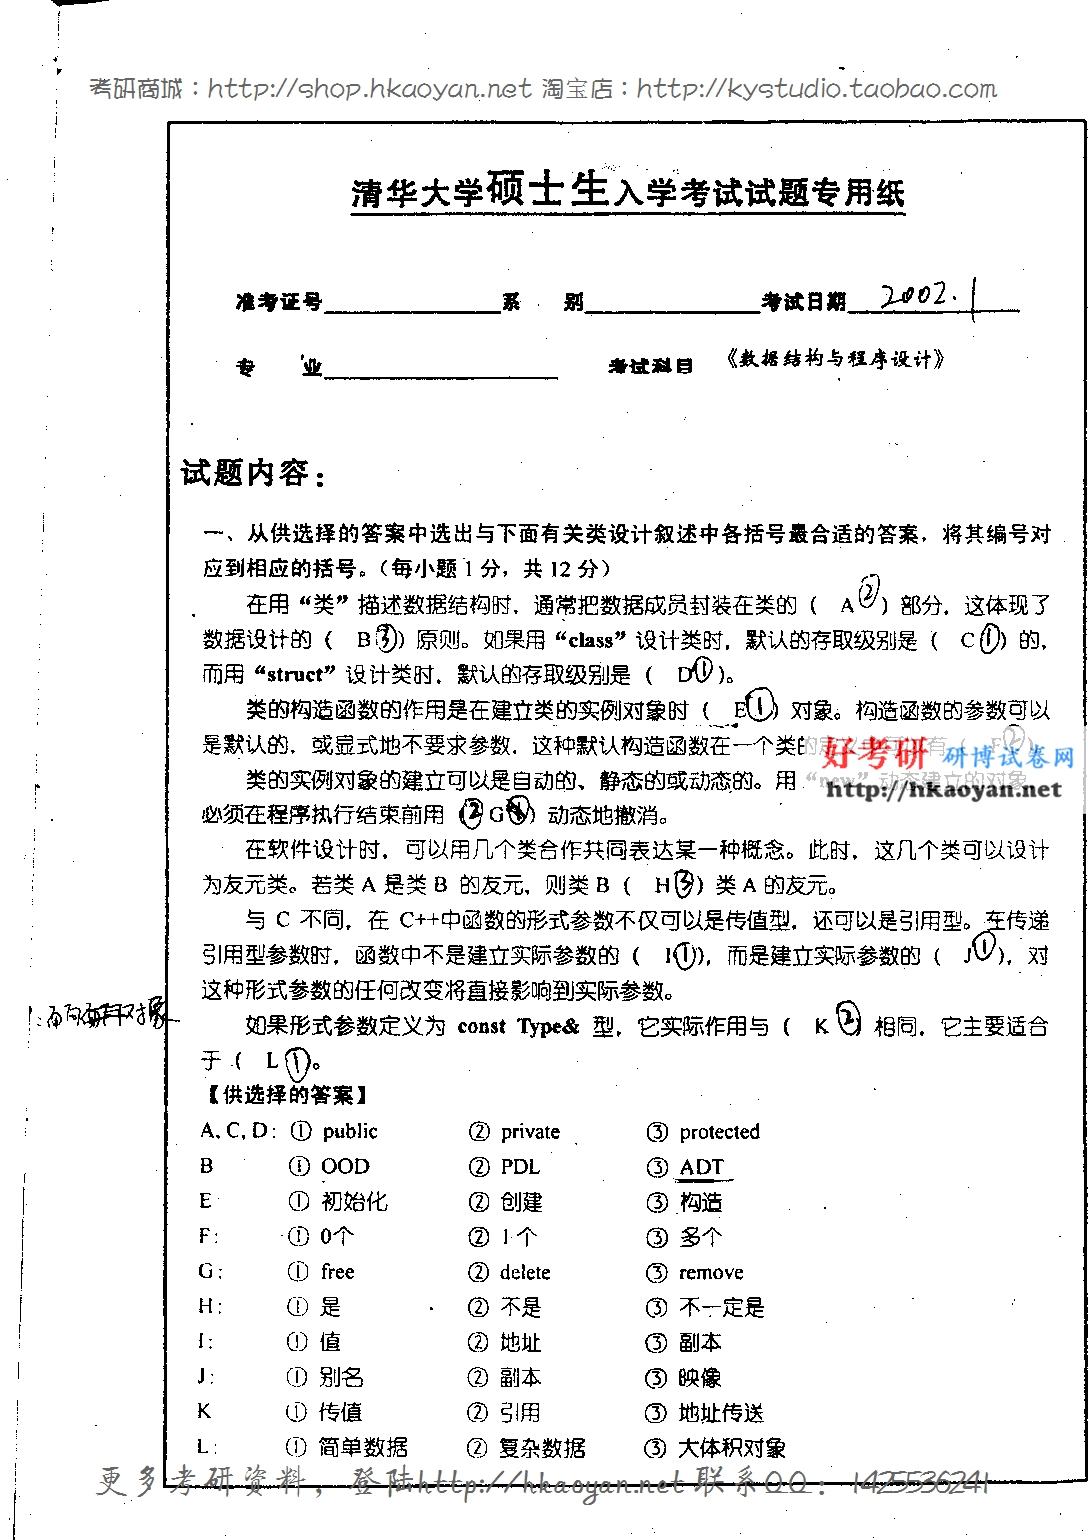 考研商城：http://shop.hkaoyan.net 淘宝店：http://kystudio.taobao.com
清华大学硕士生入学考试试题专用纸
准考证号 系 别 考试日期 2002.1
专 业 考试科目 《数据结构与程序设计》
试题内容：
一、从供选择的答案中选出与下面有关类设计叙述中各括号最合适的答案，将其编号对
应到相应的括号。（每小题 1 分，共 12 分）
在用“类”描述数据结构时，通常把数据成员封装在类的（ A ② ）部分，这体现了
数据设计的（ B ③ ）原则。如果用“class”设计类时，默认的存取级别是（ C ① ）的，
而用“struct”设计类时，默认的存取级别是（ D ① ）。
类的构造函数的作用是在建立类的实例对象时（ E ① ）对象。构造函数的参数可以
是默认的，或显式地不要求参数，这种默认构造函数在一个类的 有（ F ② ）
好考研 研博试卷网
类的实例对象的建立可以是自动的、静态的或动态的。用“new”动态建立的对象
http://hkaoyan.net
必须在程序执行结束前用（ ② G ）动态地撤消。
在软件设计时，可以用几个类合作共同表达某一种概念。此时，这几个类可以设计
为友元类。若类 A 是类 B 的友元，则类 B（ H ③ ）类 A 的友元。
与 C 不同，在 C++中函数的形式参数不仅可以是传值型，还可以是引用型。在传递
引用型参数时，函数中不是建立实际参数的（ I ① ），而是建立实际参数的（ J ① ），对
这种形式参数的任何改变将直接影响到实际参数。
如果形式参数定义为 const Type& 型，它实际作用与（ K ② ）相同，它主要适合
于（ L ① ）。
【供选择的答案】
A、C、D： ① public ② private ③ protected
B ① OOD ② PDL ③ ADT
E ① 初始化 ② 创建 ③ 构造
F： ① 0个 ② 1个 ③ 多个
G： ① free ② delete ③ remove
H： ① 是 ② 不是 ③ 不一定是
I： ① 值 ② 地址 ③ 副本
J： ① 别名 ② 副本 ③ 映像
K ① 传值 ② 引用 ③ 地址传送
L： ① 简单数据 ② 复杂数据 ③ 大体积对象
更多考研资料，登陆http://hkaoyan.net联系QQ：1425536241